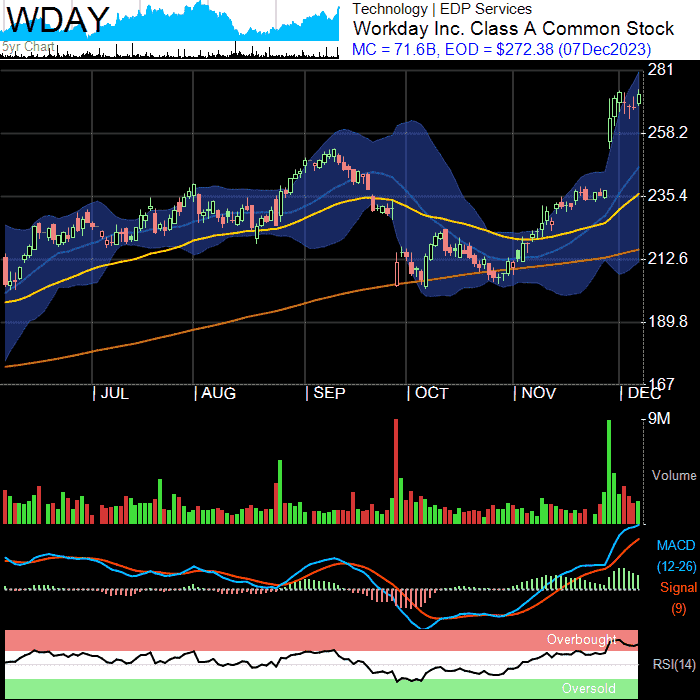 WDAY
5yr Chart
Technology | EDP Services
Workday Inc. Class A Common Stock
MC = 71.6B, EOD = $272.38 (07Dec2023)
281
258.2
235.4
212.6
189.8
167
| JUL | AUG | SEP | OCT | NOV | DEC
9M
Volume
MACD
(12-26)
Signal
(9)
Overbought
RSI(14)
Oversold